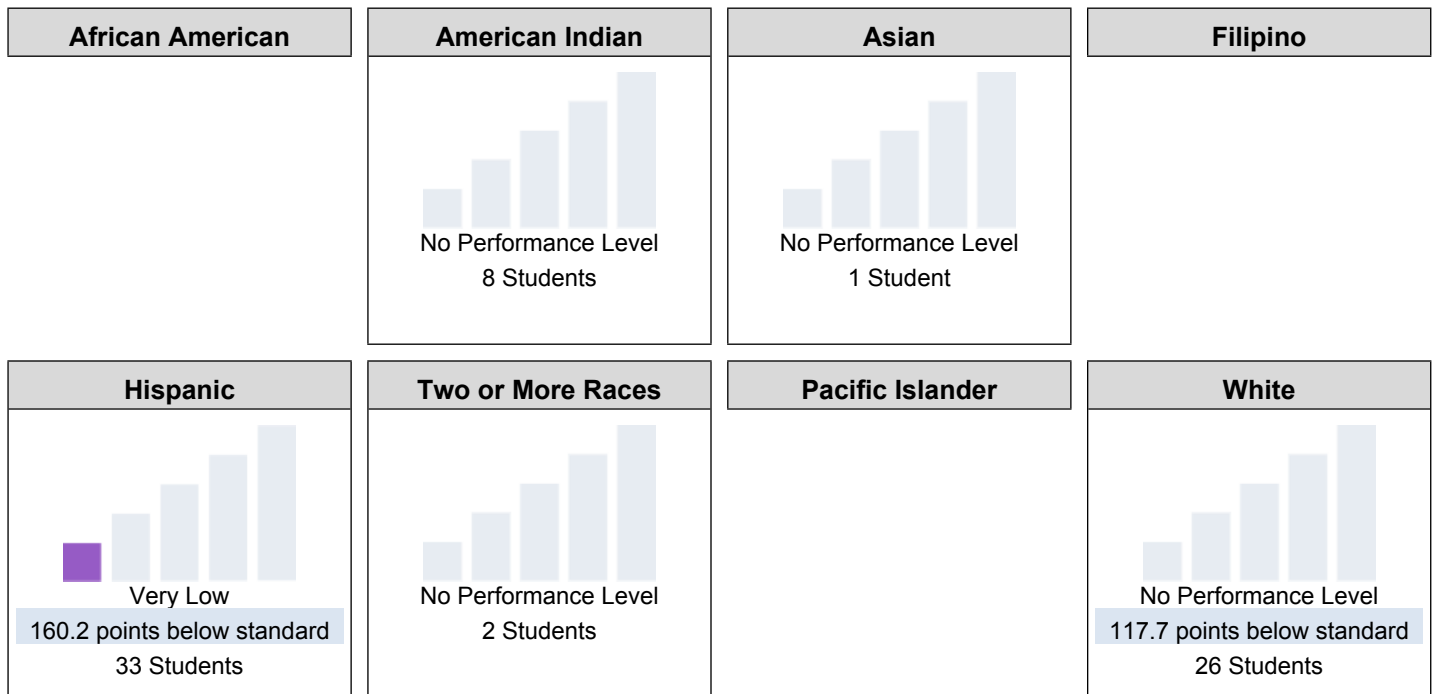 African American
American Indian
Asian
Filipino
No Performance Level
8 Students
No Performance Level
1 Student
Hispanic
Two or More Races
Pacific Islander
White
Very Low
160.2 points below standard
33 Students
No Performance Level
2 Students
No Performance Level
117.7 points below standard
26 Students